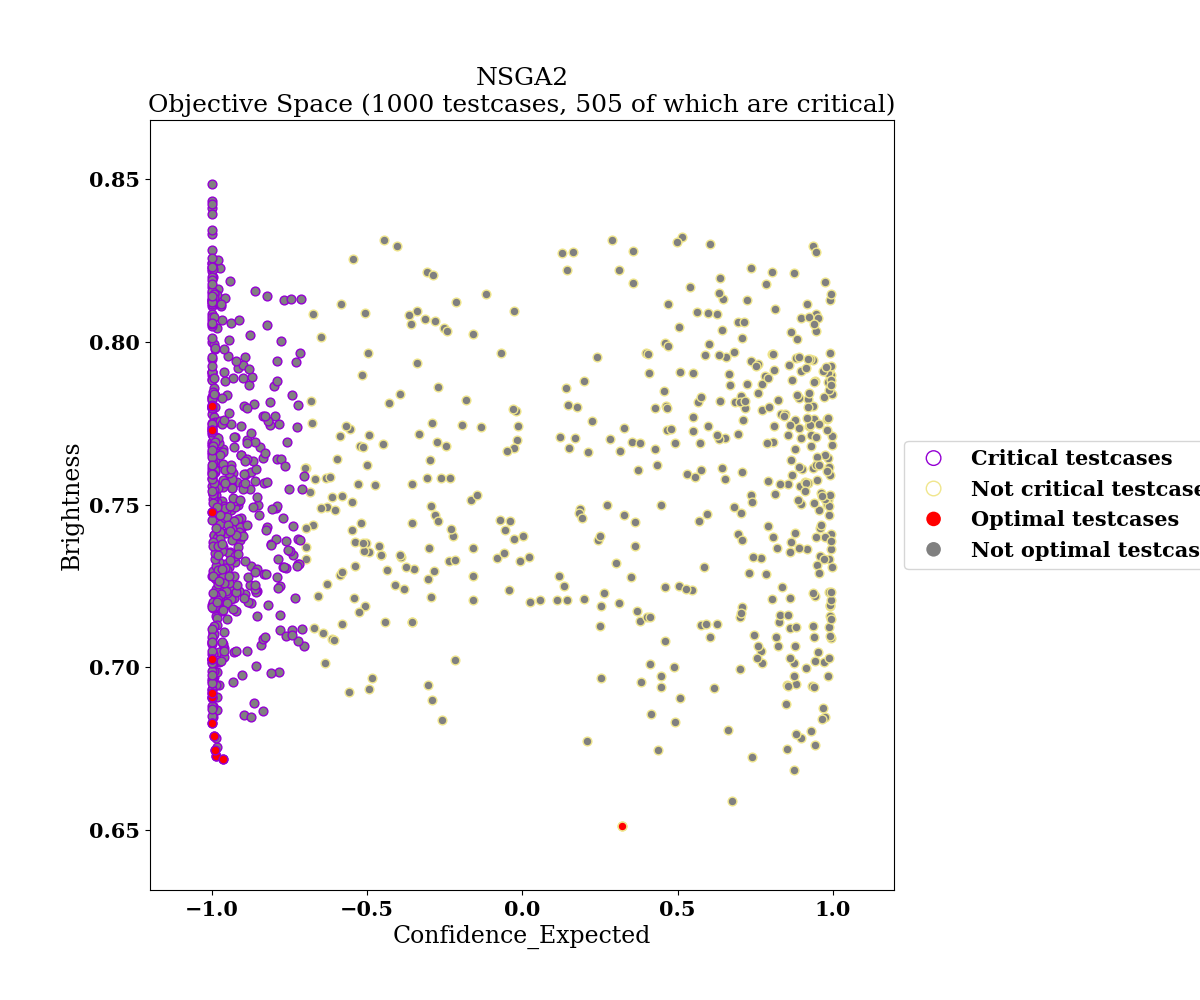 NSGA2
Objective Space (1000 testcases, 505 of which are critical)
0.85
0.80
0.75
0.70
0.65
Brightness
−1.0
−0.5
0.0
0.5
1.0
Confidence_Expected
Critical testcases
Not critical testcase
Optimal testcases
Not optimal testcas